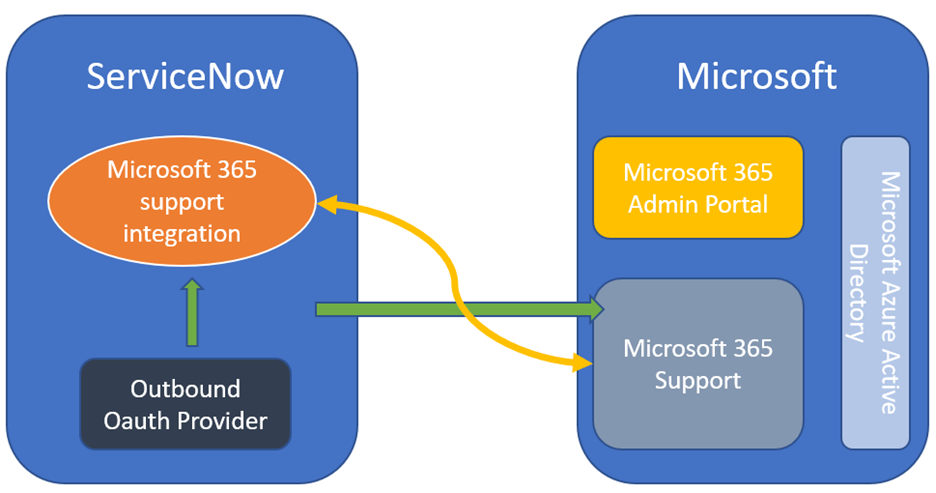 ServiceNow
Microsoft 365
support
integration
Outbound
Oauth Provider
Microsoft
Microsoft 365
Admin Portal
Microsoft 365
Support
Microsoft Azure Active
Directory